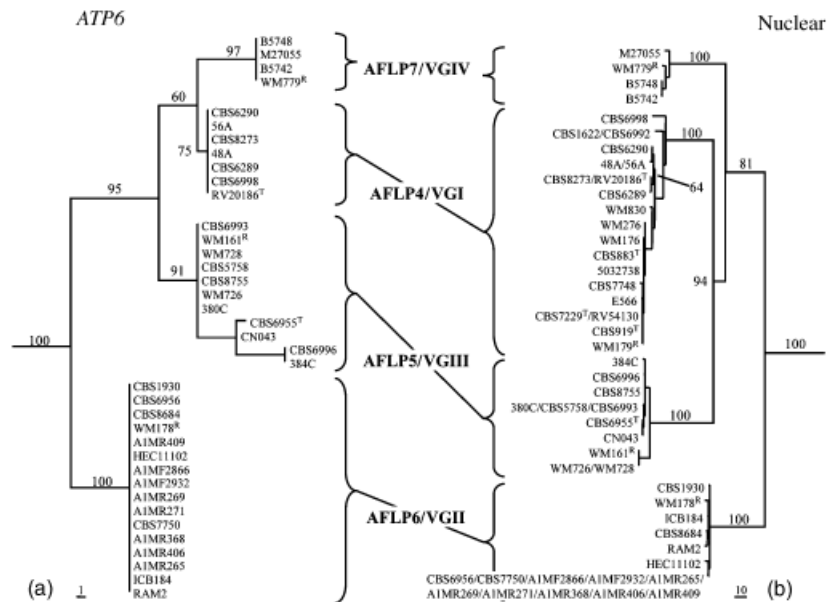 ATP6
Nuclear
97
B5748
M27055
B5742
WM779R
60
75
CBS6290
56A
CBS8273
48A
CBS6289
CBS6998
RV20186T
95
91
CBS6993
WM161R
WM728
CBS5758
CBS8755
WM726
380C
CBS6955T
CN043
CBS6996
384C
100
100
CBS1930
CBS6956
CBS8684
WM178R
A1MR409
HEC11102
A1MF2866
A1MF2932
A1MR269
A1MR271
CBS7750
A1MR368
A1MR406
A1MR265
ICB184
RAM2
(a)
1
AFLP7/VGIV
AFLP4/VGI
AFLP5/VGIII
AFLP6/VGII
M27055
WM779R
B5748
B5742
100
CBS6998
CBS1622/CBS6992
100
CBS6290
48A/56A
CBS8273/RV20186T
64
CBS6289
WM830
WM276
WM176
CBS883T
5032738
CBS7748
E566
CBS7229T/RV54130
CBS919T
WM179R
81
94
384C
CBS6996
CBS8755
380C/CBS5758/CBS6993
CBS6955T
CN043
WM161R
WM726/WM728
100
100
CBS1930
WM178R
ICB184
CBS8684
RAM2
HEC11102
100
CBS6956/CBS7750/A1MF2866/A1MF2932/A1MR265/
A1MR269/A1MR271/A1MR368/A1MR406/A1MR409
10
(b)